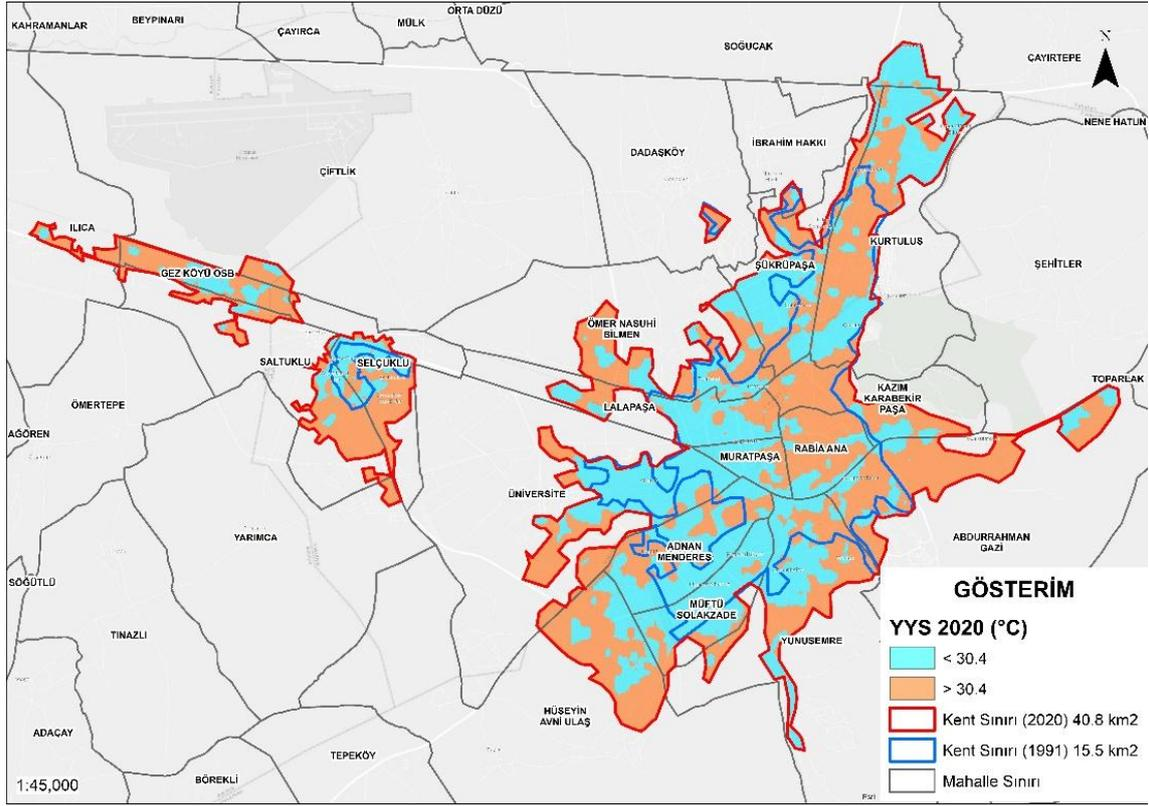 ORTA DÜZÜ
KAHRAMANLAR
BEYPINARI
MÜLK
ÇAYIRCA
SOĞUCAK
ÇAYIRTEPE
N
NENE HATUN
İBRAHİM HAKKI
DADAŞKÖY
ÇİFTLİK
ILICA
KURTULUS
GEZ KÖYÜ OSB
ŞÜKRÜPAŞA
ŞEHİTLER
ÖMER NASUHİ
BİLMEN
SALTUKLU
SELÇUKLU
TOPARLAK
KAZIM
KARABEKİR
PAŞA
ÖMERTEPE
LALAPAŞA
AĞÖREN
MURATPAŞA
RABİA ANA
ÜNİVERSİTE
YARIMCA
ABDURRAHMAN
GAZİ
ADNAN
MENDERES
SÖĞÜTLÜ
MÜFTÜ
SOLAKZADE
TINAZLI
YUNUSEMRE
HÜSEYİN
AVNİ ULAŞ
ADAÇAY
TEPEKÖY
BÖREKLİ
1:45,000
GÖSTERİM
YYS 2020 (°C)
< 30.4
> 30.4
Kent Sınırı (2020) 40.8 km2
Kent Sınırı (1991) 15.5 km2
Mahalle Sınırı
Esri